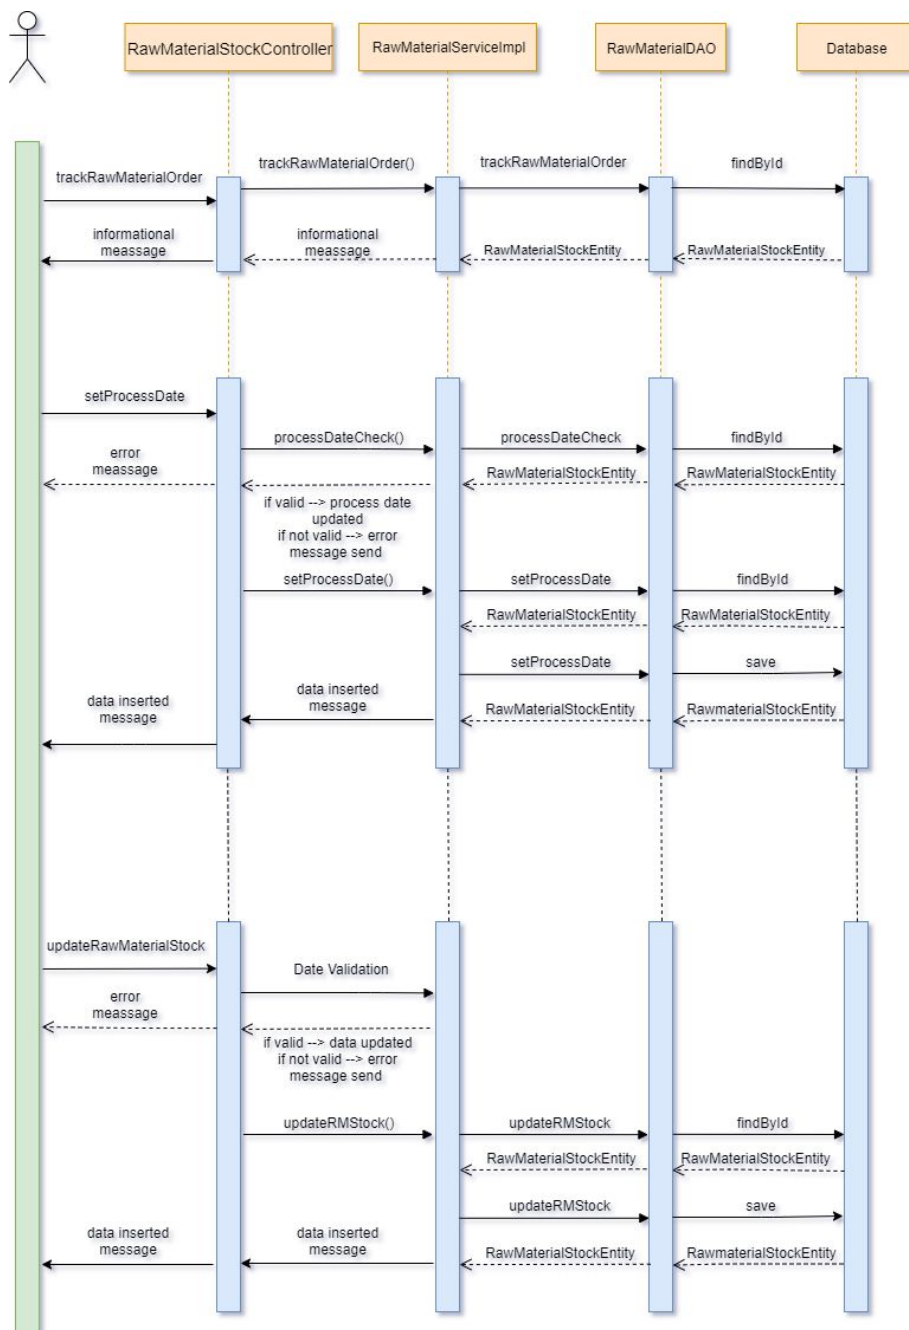 RawMaterialStockController
RawMaterialServiceImpl
RawMaterialDAO
Database
trackRawMaterialOrder
trackRawMaterialOrder()
trackRawMaterialOrder
findById
informational
meassage
informational
meassage
RawMaterialStockEntity
RawMaterialStockEntity
setProcessDate
processDateCheck()
processDateCheck
findById
error
meassage
RawMaterialStockEntity
RawMaterialStockEntity
if valid --> process date
updated
if not valid --> error
message send
setProcessDate()
setProcessDate
findById
RawMaterialStockEntity
RawMaterialStockEntity
setProcessDate
save
data inserted
message
data inserted
message
RawMaterialStockEntity
RawmaterialStockEntity
updateRawMaterialStock
Date Validation
error
meassage
if valid --> data updated
if not valid --> error
message send
updateRMStock()
updateRMStock
findById
RawMaterialStockEntity
RawMaterialStockEntity
updateRMStock
save
data inserted
message
data inserted
message
RawMaterialStockEntity
RawmaterialStockEntity